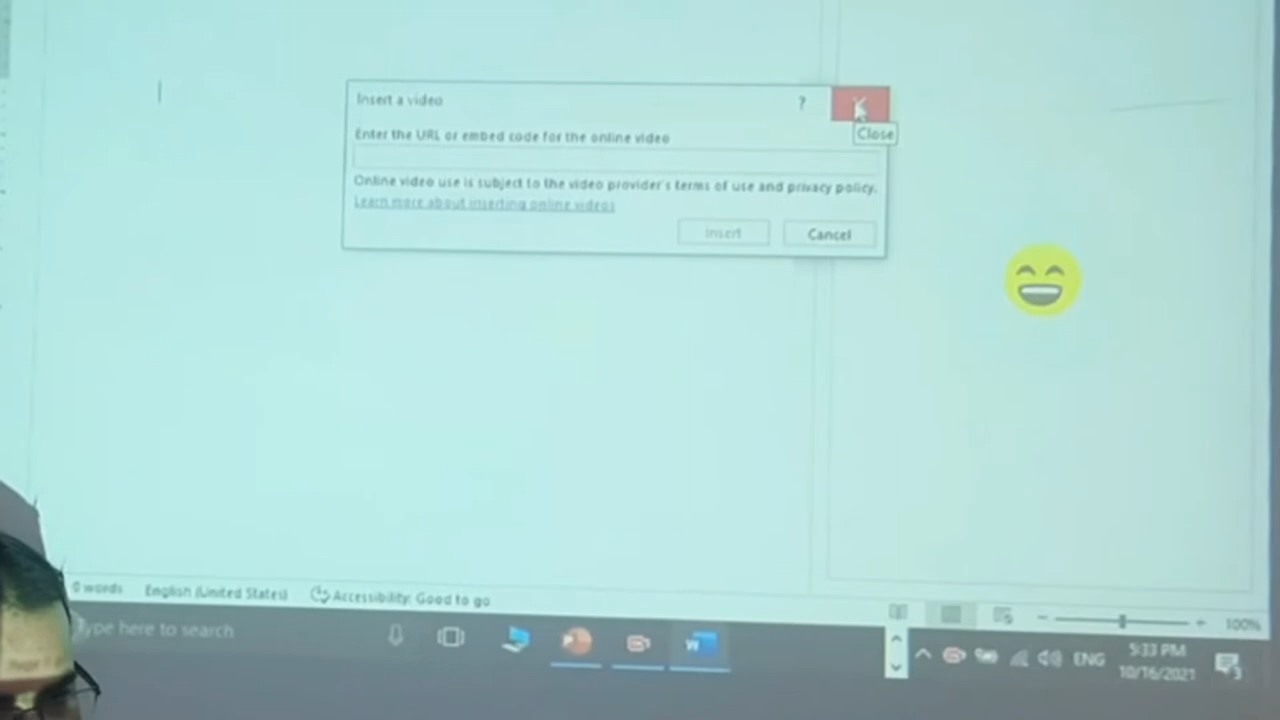 Insert a video
?
Close
Enter the URL or embed code for the online video
Online video use is subject to the video provider's terms of use and privacy policy.
Learn more about inserting online videos
Insert
Cancel
0 words
English (United States)
Accessibility: Good to go
100%
Type here to search
ENG
5:33 PM
10/16/2021
3